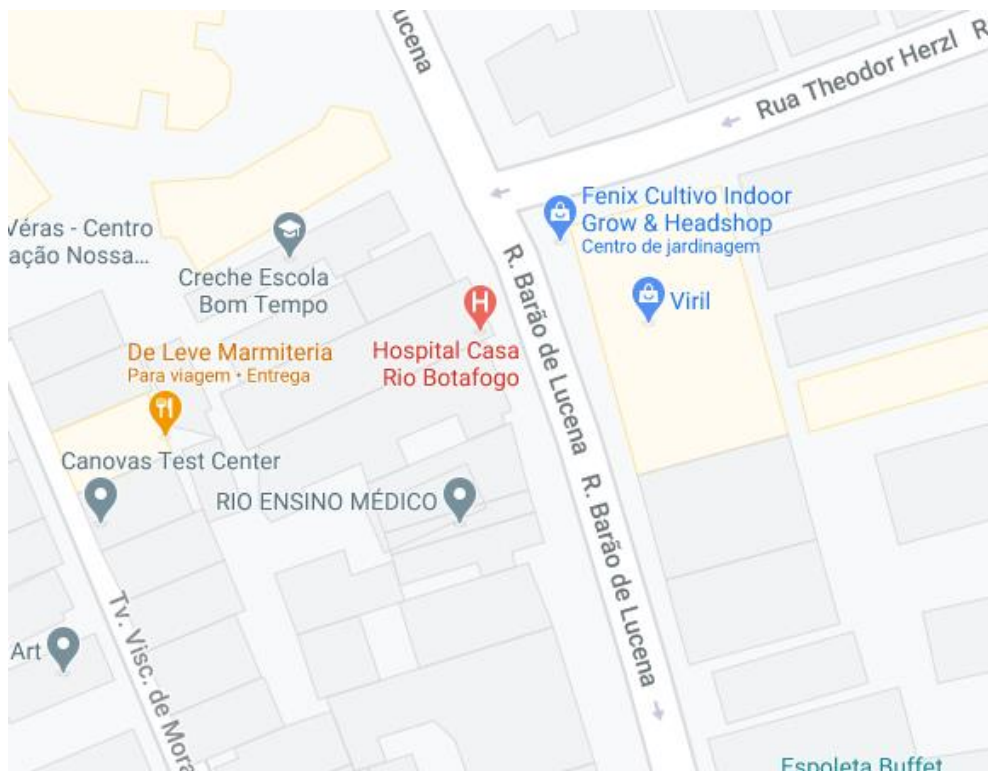 ucena
Rua Theodor Herzl
R
Fenix Cultivo Indoor
Grow & Headshop
Centro de jardinagem
Véras - Centro
ação Nossa...
Creche Escola
Bom Tempo
R. Barão de Lucena
Viril
De Leve Marmiteria
Para viagem • Entrega
H
Hospital Casa
Rio Botafogo
Canovas Test Center
RIO ENSINO MÉDICO
R. Barão de Lucena
Tv. Visc. de Mora
Art
Espoleta Buffet